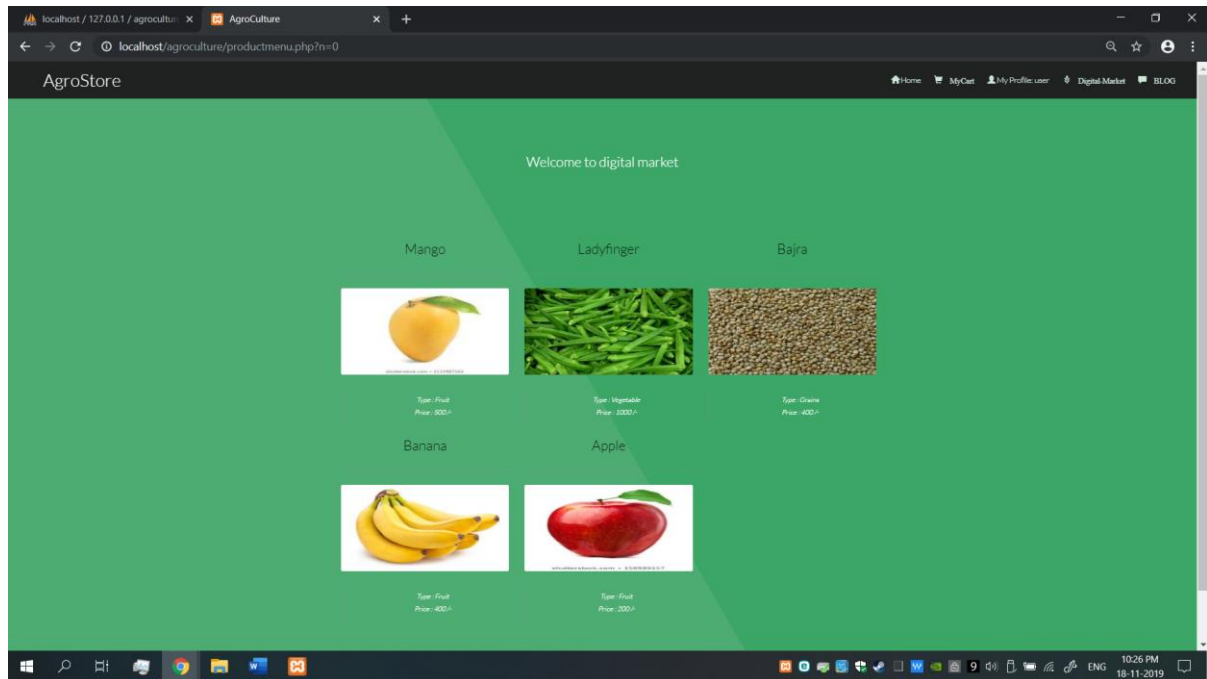 localhost / 127.0.0.1 / agrocultur
AgroCulture
localhost/agroculture/productmenu.php?n=0
AgroStore
Home MyCart My Profile: user Digital-Market BLOG
Welcome to digital market
Mango Ladyfinger Bajra
Type : Fruit Type : Vegetable Type : Grains
Price : 500 /- Price : 1000 /- Price : 400 /-
Banana Apple
Type : Fruit Type : Fruit
Price : 400 /- Price : 200 /-
9 ENG 10:26 PM
18-11-2019